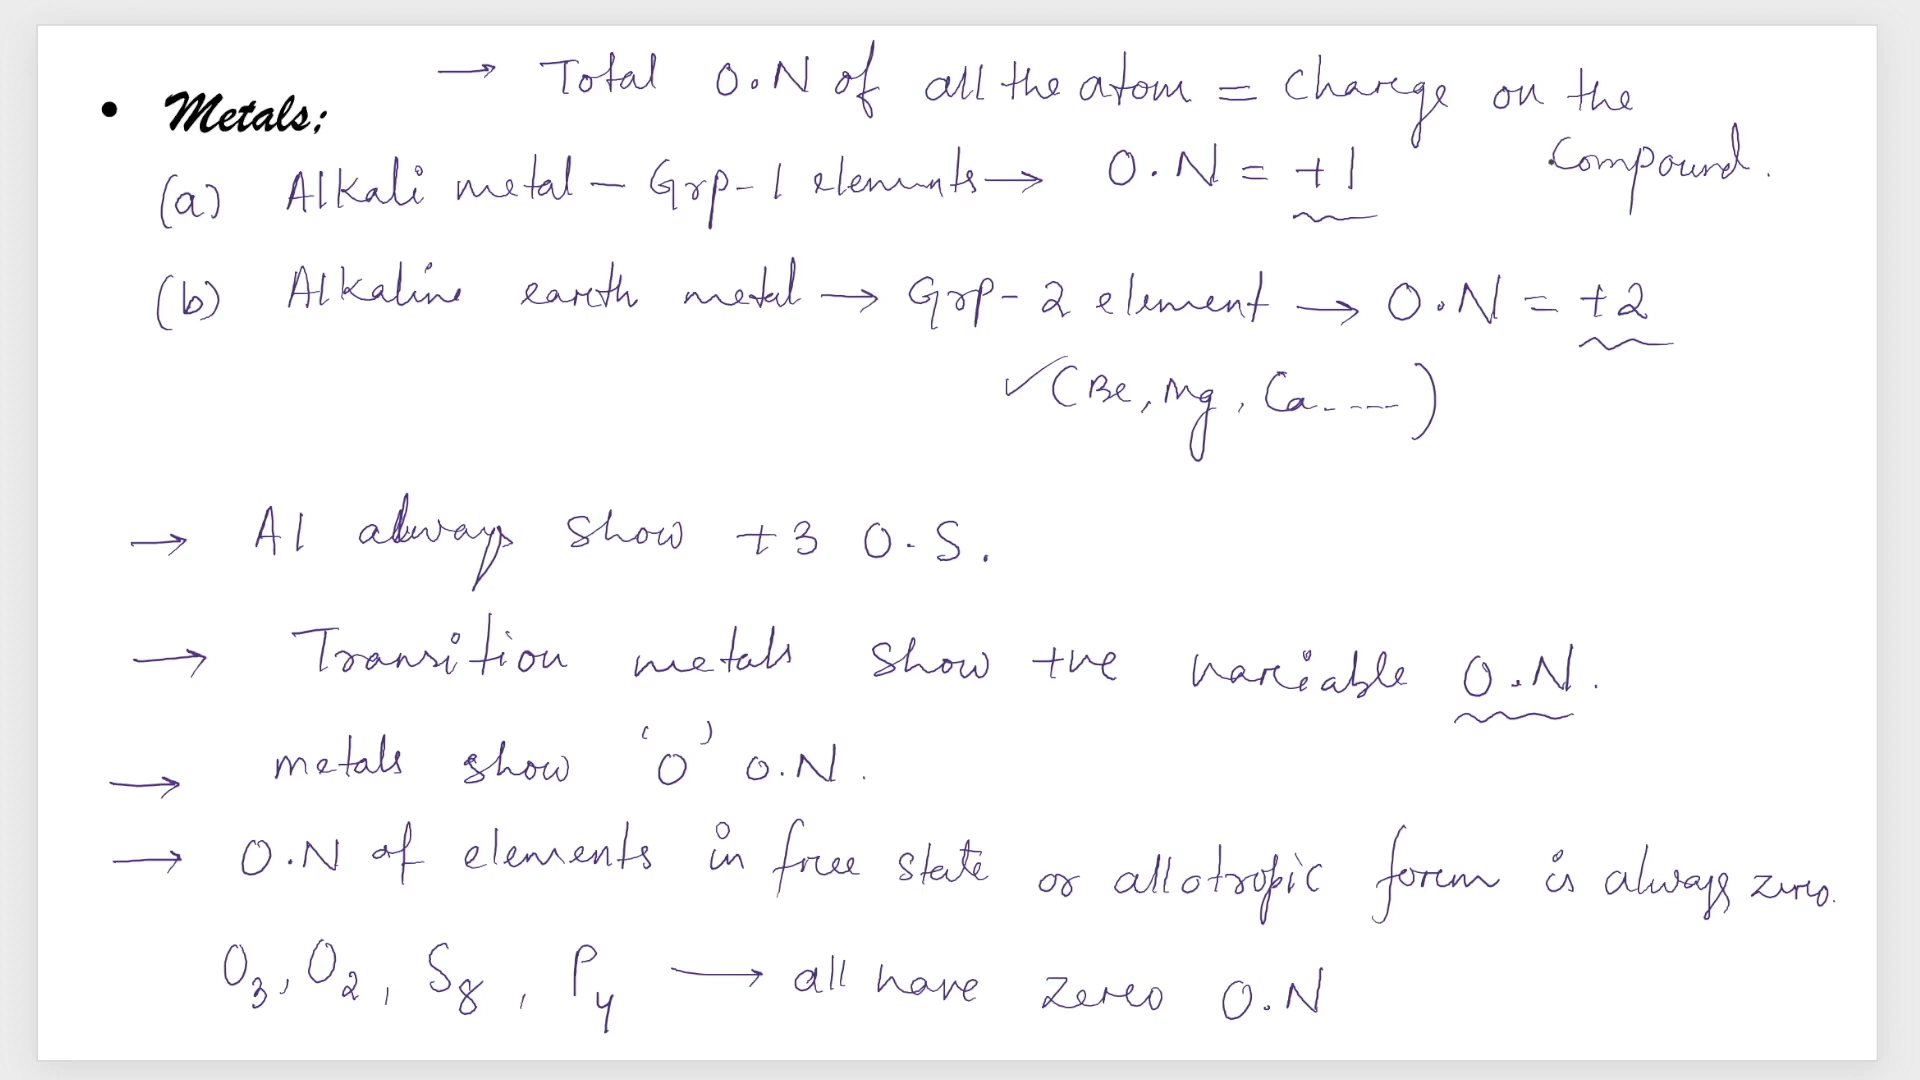 → Total O.N of all the atom = charge on the compound.
• Metals:
(a) Alkali metal – Grp-1 elements → O.N = +1
(b) Alkaline earth metal → Grp-2 element → O.N = +2
✓(Be, Mg, Ca.----)
→ Al always show +3 O.S.
→ Transition metals show +ve variable O.N.
→ metals show '0' O.N.
→ O.N of elements in free state or allotropic form is always zero.
O₃, O₂, S₈, P₄ → all have zero O.N